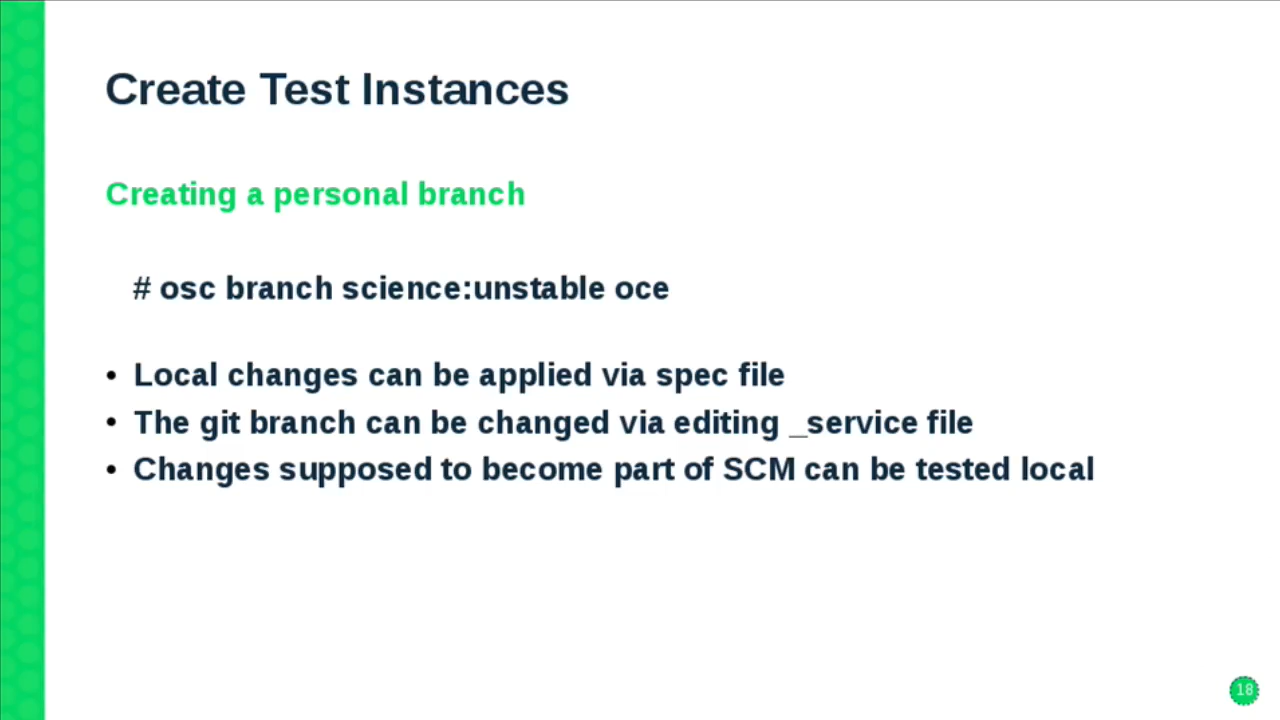 Create Test Instances
Creating a personal branch
# osc branch science:unstable oce
• Local changes can be applied via spec file
• The git branch can be changed via editing _service file
• Changes supposed to become part of SCM can be tested local
18